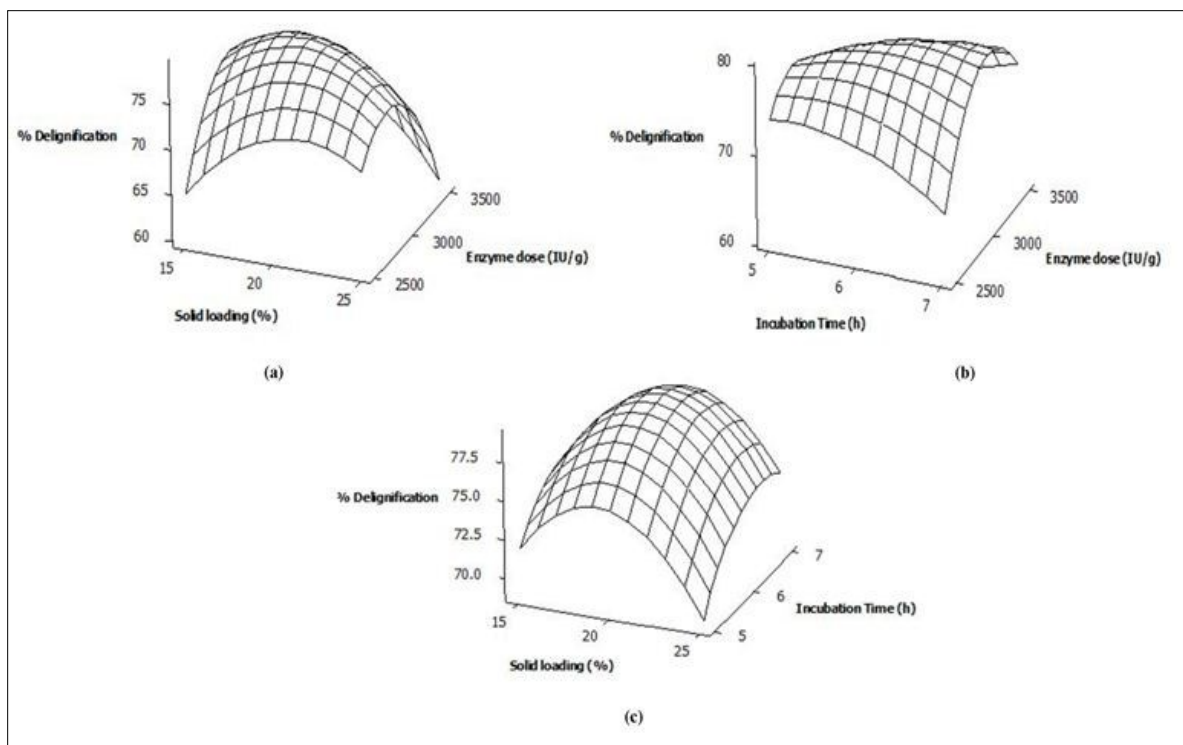 75
% Delignification
70
65
60
3500
3000
Enzyme dose (IU/g)
2500
15
20
25
Solid loading (%)
(a)
80
% Delignification
70
60
3500
3000
Enzyme dose (IU/g)
2500
5
6
7
Incubation Time (h)
(b)
77.5
% Delignification
75.0
72.5
70.0
7
6
Incubation Time (h)
5
15
20
25
Solid loading (%)
(c)